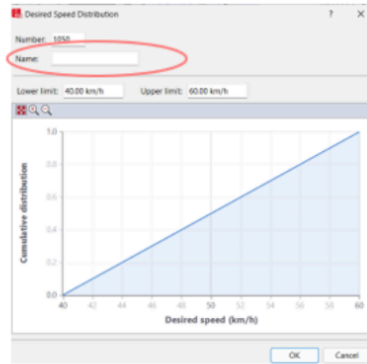 Desired Speed Distribution ? ×
Number: 1050
Name:
Lower limit: 40.00 km/h Upper limit: 60.00 km/h
Cumulative distribution
1.0
0.8
0.6
0.4
0.2
0.0
40 42 44 46 48 50 52 54 56 58 60
Desired speed (km/h)
OK Cancel